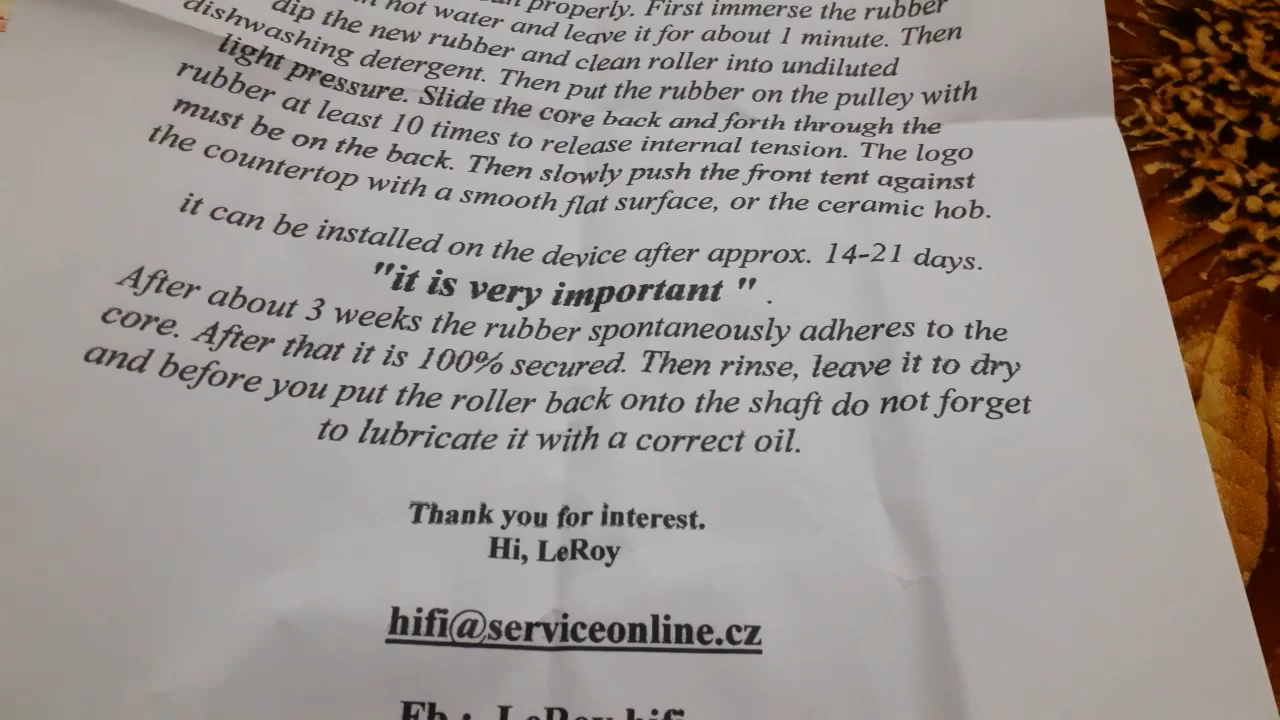 properly. First immerse the rubber
hot water and leave it for about 1 minute. Then
dip the new rubber and clean roller into undiluted
dishwashing detergent. Then put the rubber on the pulley with
light pressure. Slide the core back and forth through the
rubber at least 10 times to release internal tension. The logo
must be on the back. Then slowly push the front tent against
the countertop with a smooth flat surface, or the ceramic hob.
it can be installed on the device after approx. 14-21 days.
"it is very important " .
After about 3 weeks the rubber spontaneously adheres to the
core. After that it is 100% secured. Then rinse, leave it to dry
and before you put the roller back onto the shaft do not forget
to lubricate it with a correct oil.
Thank you for interest.
Hi, LeRoy
hifi@serviceonline.cz
Fb : LeRoy hifi